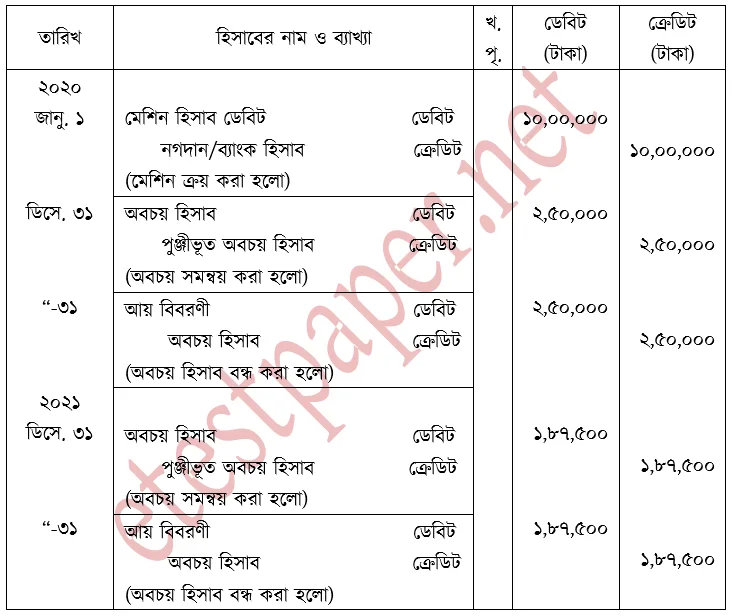 তারিখ হিসাবের নাম ও ব্যাখ্যা খ. পৃ. ডেবিট (টাকা) ক্রেডিট (টাকা)
২০২০
জানু. ১ মেশিন হিসাব ডেবিট ডেবিট ১০,০০,০০০
নগদান/ব্যাংক হিসাব ক্রেডিট ১০,০০,০০০
(মেশিন ক্রয় করা হলো)
ডিসে. ৩১ অবচয় হিসাব ডেবিট ২,৫০,০০০
পুঞ্জীভূত অবচয় হিসাব ক্রেডিট ২,৫০,০০০
(অবচয় সমন্বয় করা হলো)
“-৩১ আয় বিবরণী ডেবিট ২,৫০,০০০
অবচয় হিসাব ক্রেডিট ২,৫০,০০০
(অবচয় হিসাব বন্ধ করা হলো)
২০২১
ডিসে. ৩১ অবচয় হিসাব ডেবিট ১,৮৭,৫০০
পুঞ্জীভূত অবচয় হিসাব ক্রেডিট ১,৮৭,৫০০
(অবচয় সমন্বয় করা হলো)
“-৩১ আয় বিবরণী ডেবিট ১,৮৭,৫০০
অবচয় হিসাব ক্রেডিট ১,৮৭,৫০০
(অবচয় হিসাব বন্ধ করা হলো)
etestpaper.net